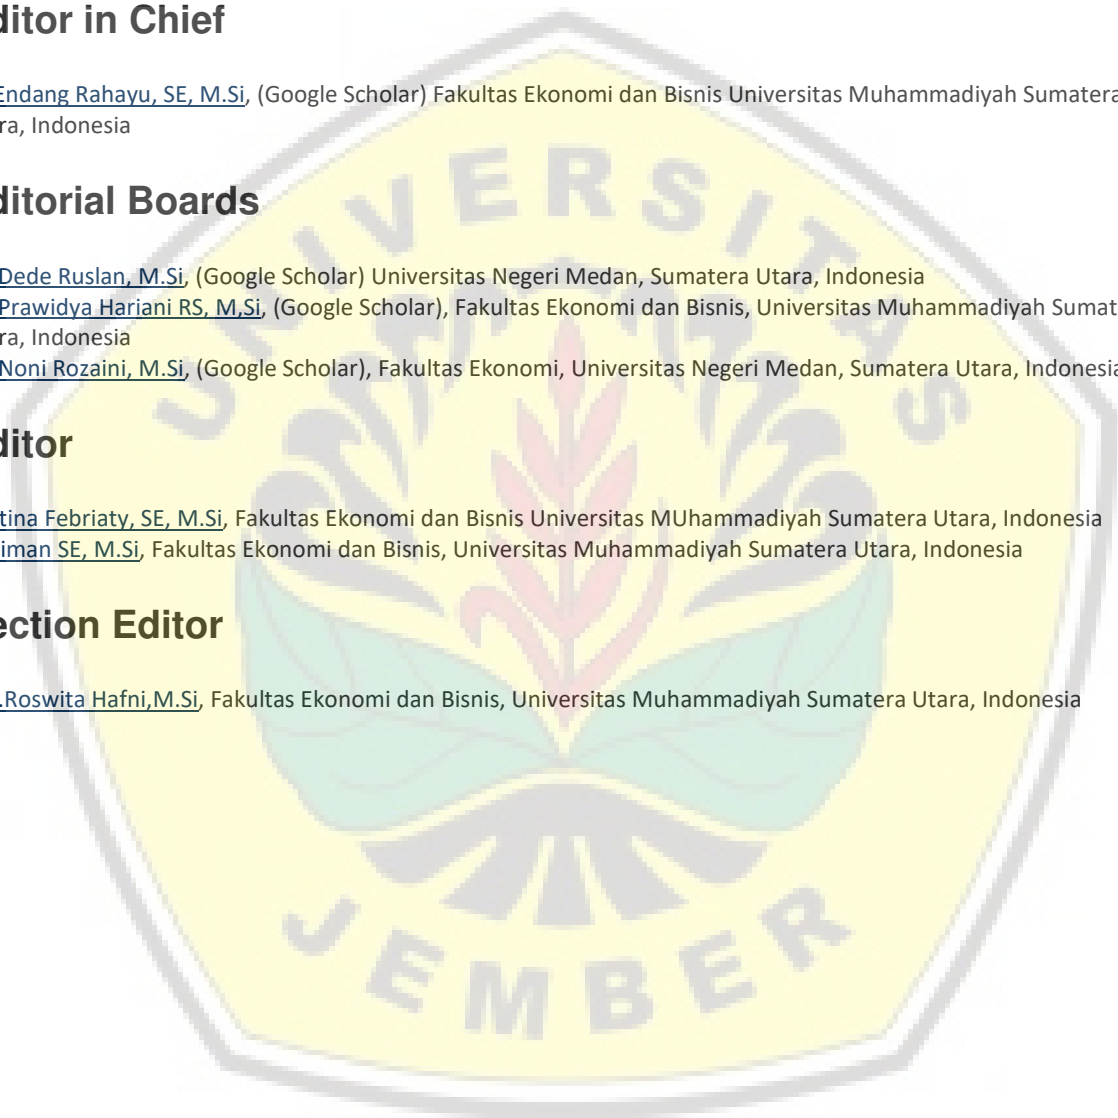 ditor in Chief
Endang Rahayu, SE, M.Si, (Google Scholar) Fakultas Ekonomi dan Bisnis Universitas Muhammadiyah Sumatera
ra, Indonesia
ditorial Boards
Dede Ruslan, M.Si, (Google Scholar) Universitas Negeri Medan, Sumatera Utara, Indonesia
Prawidya Hariani RS, M,Si, (Google Scholar), Fakultas Ekonomi dan Bisnis, Universitas Muhammadiyah Sumat
ra, Indonesia
Noni Rozaini, M.Si, (Google Scholar), Fakultas Ekonomi, Universitas Negeri Medan, Sumatera Utara, Indonesia
ditor
tina Febriaty, SE, M.Si, Fakultas Ekonomi dan Bisnis Universitas MUhammadiyah Sumatera Utara, Indonesia
iman SE, M.Si, Fakultas Ekonomi dan Bisnis, Universitas Muhammadiyah Sumatera Utara, Indonesia
ection Editor
.Roswita Hafni,M.Si, Fakultas Ekonomi dan Bisnis, Universitas Muhammadiyah Sumatera Utara, Indonesia
UNIVERSITAS
JEMBER